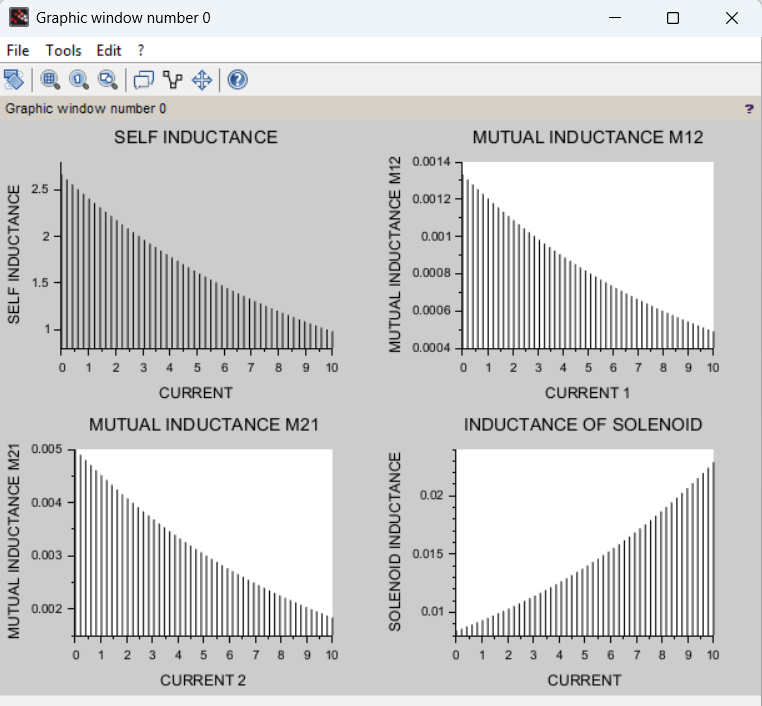 Graphic window number 0
File Tools Edit ?
Graphic window number 0 ?
SELF INDUCTANCE
SELF INDUCTANCE
2.5
2
1.5
1
0 1 2 3 4 5 6 7 8 9 10
CURRENT
MUTUAL INDUCTANCE M12
MUTUAL INDUCTANCE M12
0.0014
0.0012
0.001
0.0008
0.0006
0.0004
0 1 2 3 4 5 6 7 8 9 10
CURRENT 1
MUTUAL INDUCTANCE M21
MUTUAL INDUCTANCE M21
0.005
0.004
0.003
0.002
0 1 2 3 4 5 6 7 8 9 10
CURRENT 2
INDUCTANCE OF SOLENOID
SOLENOID INDUCTANCE
0.02
0.015
0.01
0 1 2 3 4 5 6 7 8 9 10
CURRENT